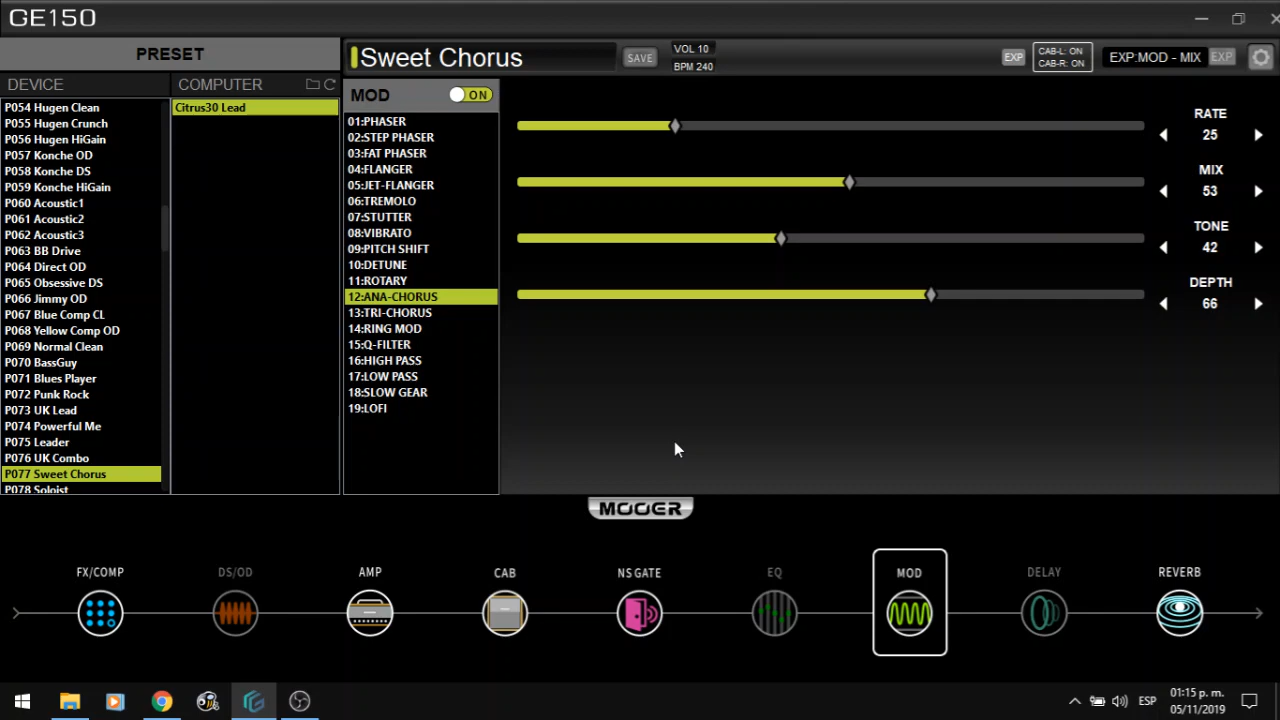 GE150
PRESET
DEVICE
COMPUTER
P054 Hugen Clean
P055 Hugen Crunch
P056 Hugen HiGain
P057 Konche OD
P058 Konche DS
P059 Konche HiGain
P060 Acoustic1
P061 Acoustic2
P062 Acoustic3
P063 BB Drive
P064 Direct OD
P065 Obsessive DS
P066 Jimmy OD
P067 Blue Comp CL
P068 Yellow Comp OD
P069 Normal Clean
P070 BassGuy
P071 Blues Player
P072 Punk Rock
P073 UK Lead
P074 Powerful Me
P075 Leader
P076 UK Combo
P077 Sweet Chorus
P078 Soloist
Citrus30 Lead
Sweet Chorus
SAVE
VOL 10
BPM 240
EXP
CAB-L: ON
CAB-R: ON
EXP:MOD - MIX
EXP
MOD
ON
01:PHASER
02:STEP PHASER
03:FAT PHASER
04:FLANGER
05:JET-FLANGER
06:TREMOLO
07:STUTTER
08:VIBRATO
09:PITCH SHIFT
10:DETUNE
11:ROTARY
12:ANA-CHORUS
13:TRI-CHORUS
14:RING MOD
15:Q-FILTER
16:HIGH PASS
17:LOW PASS
18:SLOW GEAR
19:LOFI
RATE
25
MIX
53
TONE
42
DEPTH
66
MOOER
FX/COMP
DS/OD
AMP
CAB
NS GATE
EQ
MOD
DELAY
REVERB
ESP
01:15 p. m.
05/11/2019